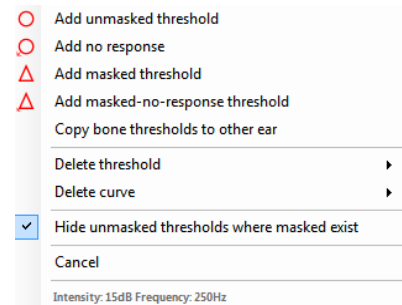 Add unmasked threshold
Add no response
Add masked threshold
Add masked-no-response threshold
Copy bone thresholds to other ear
Delete threshold
Delete curve
Hide unmasked thresholds where masked exist
Cancel
Intensity: 15dB Frequency: 250Hz